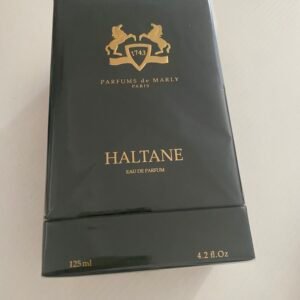 1743
PARFUMS de MARLY
PARIS
HALTANE
EAU DE PARFUM
125 ml 4.2 fl.Oz